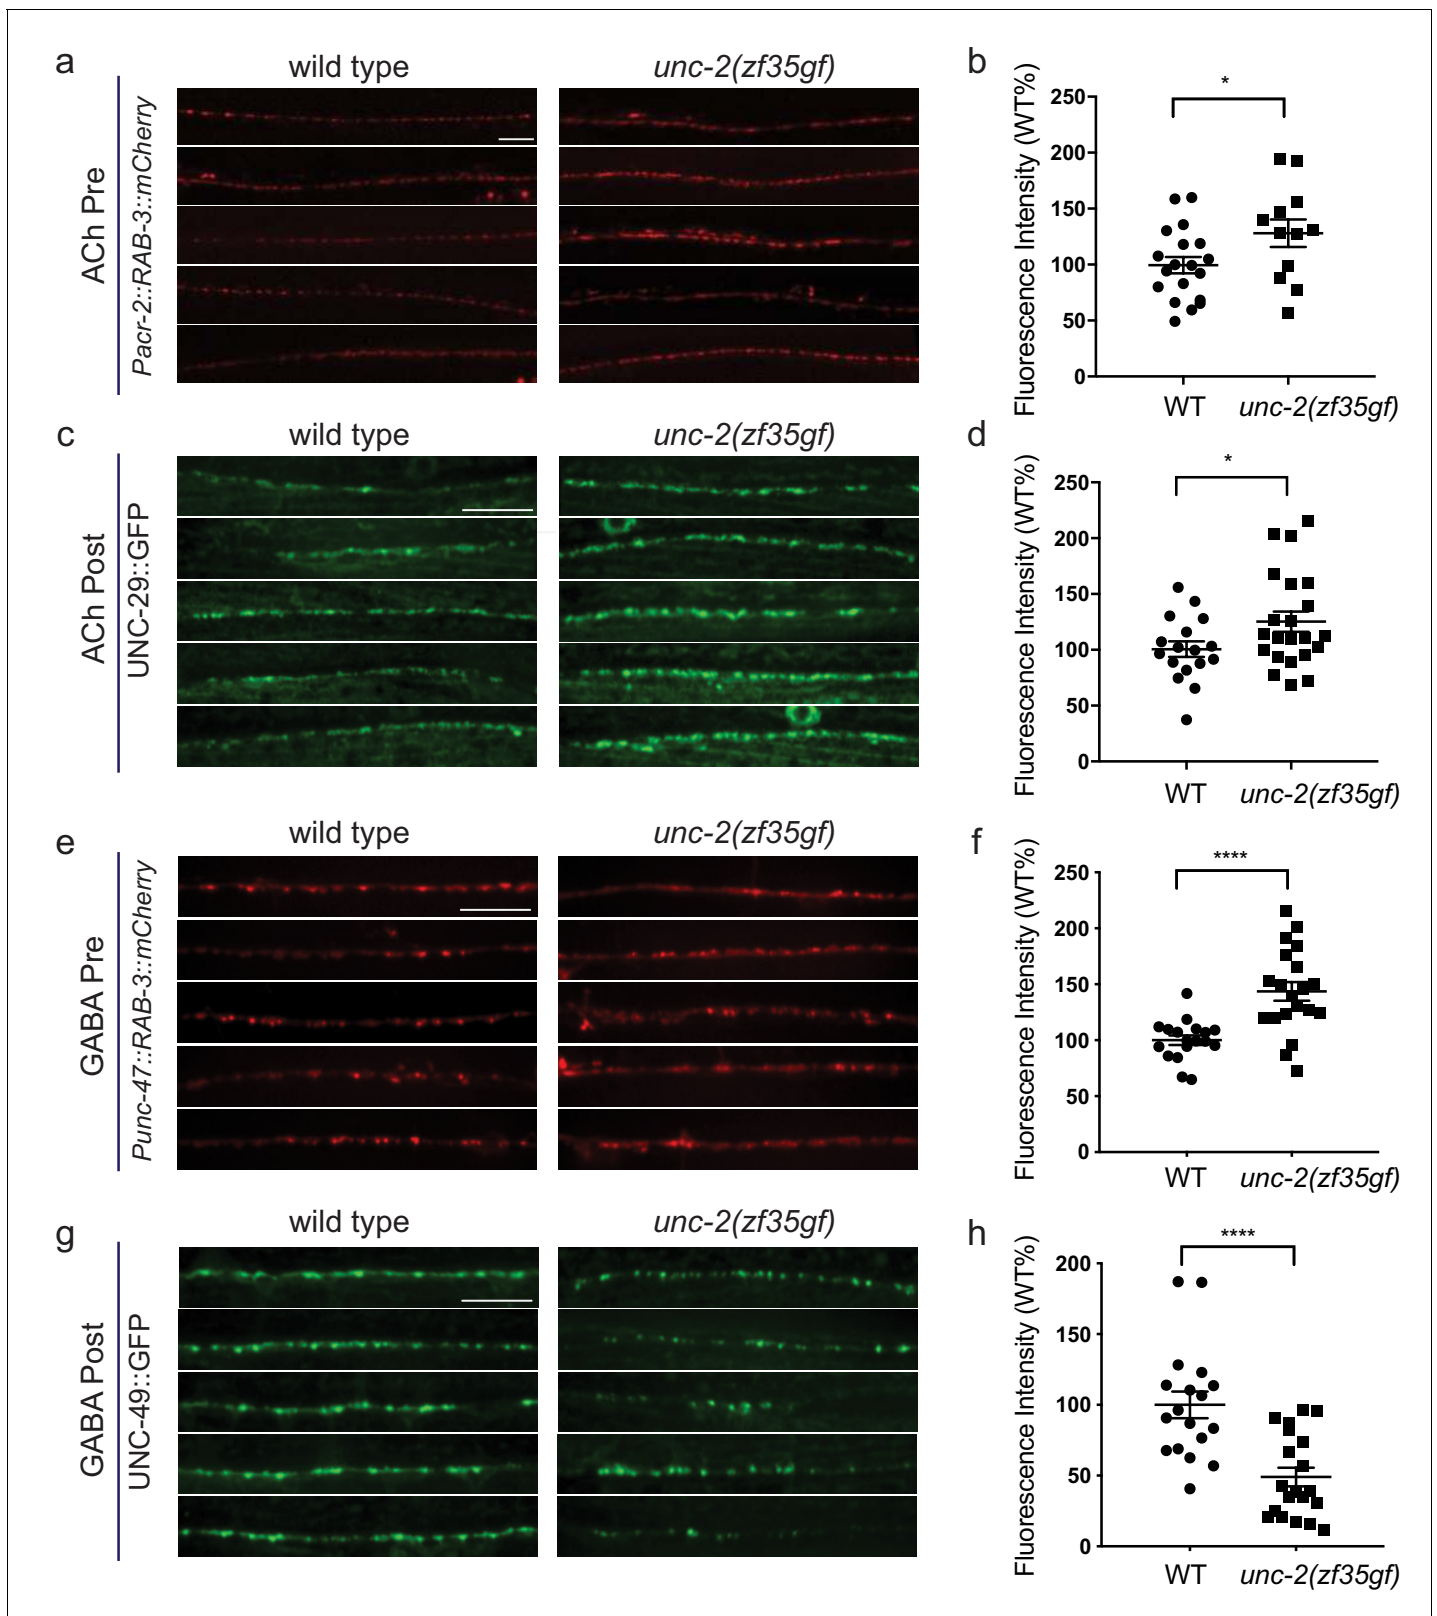 a
wild type
unc-2(zf35gf)
ACh Pre
Pacr-2::RAB-3::mCherry
b
*
Fluorescence Intensity (WT%)
250
200
150
100
50
0
WT
unc-2(zf35gf)
c
wild type
unc-2(zf35gf)
ACh Post
UNC-29::GFP
d
*
Fluorescence Intensity (WT%)
250
200
150
100
50
0
WT
unc-2(zf35gf)
e
wild type
unc-2(zf35gf)
GABA Pre
Punc-47::RAB-3::mCherry
f
****
Fluorescence Intensity (WT%)
250
200
150
100
50
0
WT
unc-2(zf35gf)
g
wild type
unc-2(zf35gf)
GABA Post
UNC-49::GFP
h
****
Fluorescence Intensity (WT%)
200
150
100
50
0
WT
unc-2(zf35gf)